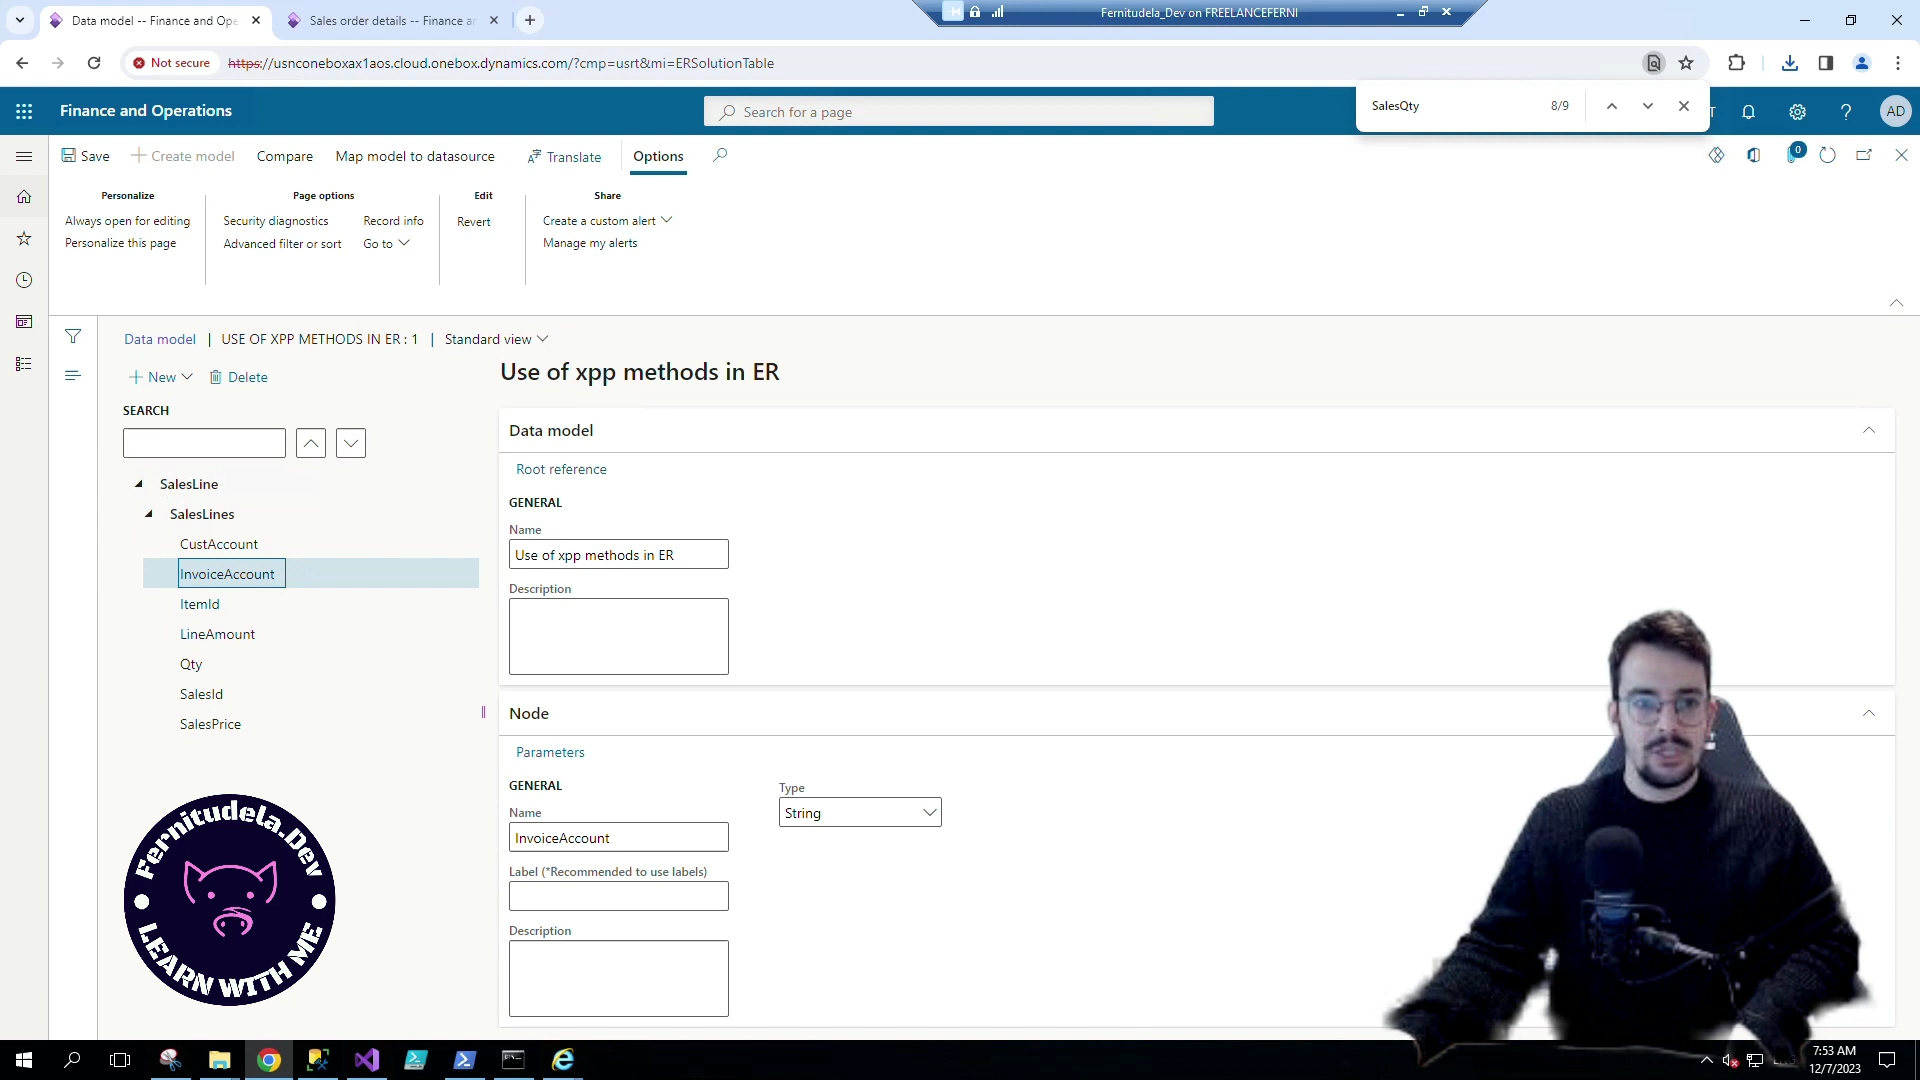 Data model -- Finance and Ope
Sales order details -- Finance a
Fernitudela_Dev on FREELANCEFERNI
Not secure
https://usnconeboxax1aos.cloud.onebox.dynamics.com/?cmp=usrt&mi=ERSolutionTable
Finance and Operations
Search for a page
SalesQty
8/9
AD
Save
Create model
Compare
Map model to datasource
Translate
Options
0
Personalize
Always open for editing
Personalize this page
Page options
Security diagnostics
Advanced filter or sort
Record info
Go to
Edit
Revert
Share
Create a custom alert
Manage my alerts
Data model | USE OF XPP METHODS IN ER : 1 | Standard view
New
Delete
Use of xpp methods in ER
SEARCH
SalesLine
SalesLines
CustAccount
InvoiceAccount
ItemId
LineAmount
Qty
SalesId
SalesPrice
Data model
Root reference
GENERAL
Name
Use of xpp methods in ER
Description
Node
Parameters
GENERAL
Name
InvoiceAccount
Type
String
Label (*Recommended to use labels)
Description
Fernitudela.Dev
LEARN WITH ME
7:53 AM
12/7/2023